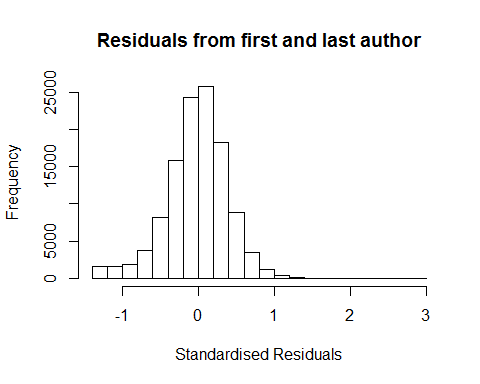 Residuals from first and last author
Frequency
25000
15000
5000
0
-1 0 1 2 3
Standardised Residuals